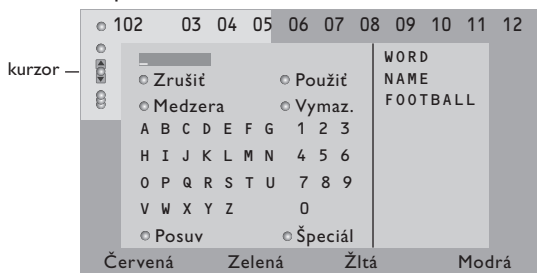 102 03 04 05 06 07 08 09 10 11 12
WORD
kurzor
Zrušiť Použiť NAME
Medzera Vymaz. FOOTBALL
A B C D E F G 1 2 3
H I J K L M N 4 5 6
O P Q R S T U 7 8 9
V W X Y Z 0
Posuv Špeciál
Červená Zelená Žltá Modrá